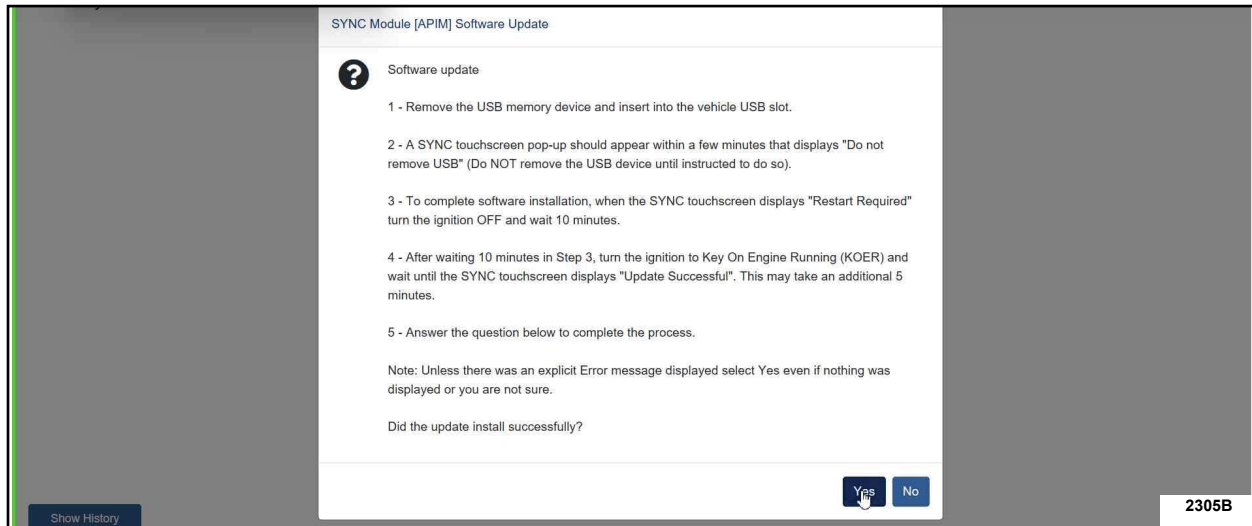 SYNC Module [APIM] Software Update
Software update
1 - Remove the USB memory device and insert into the vehicle USB slot.
2 - A SYNC touchscreen pop-up should appear within a few minutes that displays "Do not
remove USB" (Do NOT remove the USB device until instructed to do so).
3 - To complete software installation, when the SYNC touchscreen displays "Restart Required"
turn the ignition OFF and wait 10 minutes.
4 - After waiting 10 minutes in Step 3, turn the ignition to Key On Engine Running (KOER) and
wait until the SYNC touchscreen displays "Update Successful". This may take an additional 5
minutes.
5 - Answer the question below to complete the process.
Note: Unless there was an explicit Error message displayed select Yes even if nothing was
displayed or you are not sure.
Did the update install successfully?
Yes No
Show History
2305B